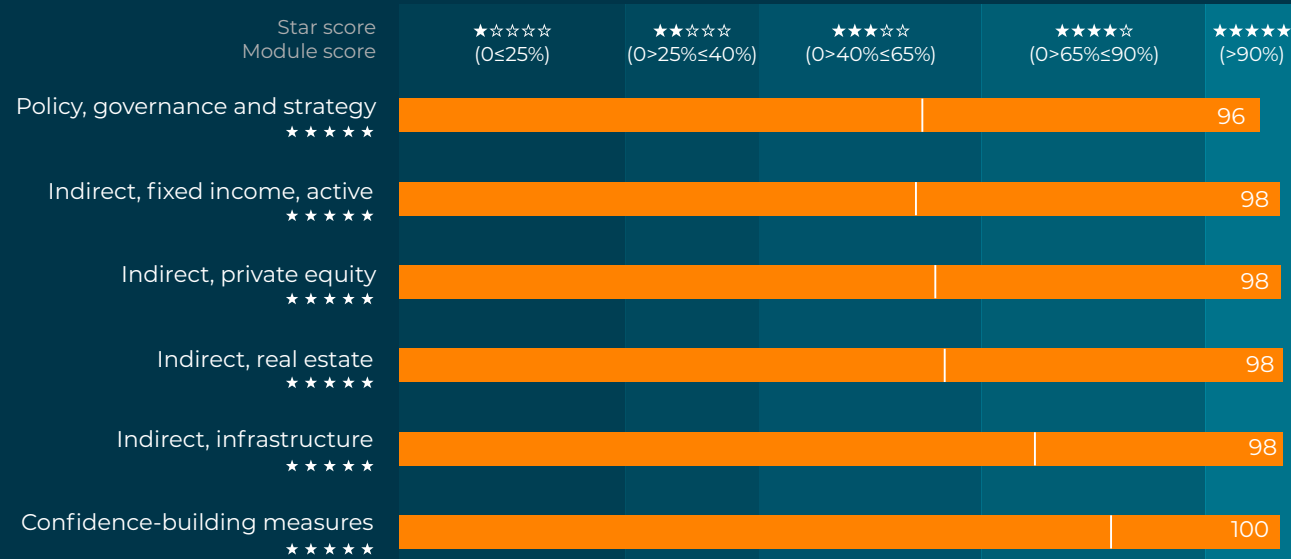 Star score ★☆☆☆☆ ★★☆☆☆ ★★★☆☆ ★★★★☆ ★★★★★
Module score (0≤25%) (0>25%≤40%) (0>40%≤65%) (0>65%≤90%) (>90%)
Policy, governance and strategy 96
★★★★★
Indirect, fixed income, active 98
★★★★★
Indirect, private equity 98
★★★★★
Indirect, real estate 98
★★★★★
Indirect, infrastructure 98
★★★★★
Confidence-building measures 100
★★★★★